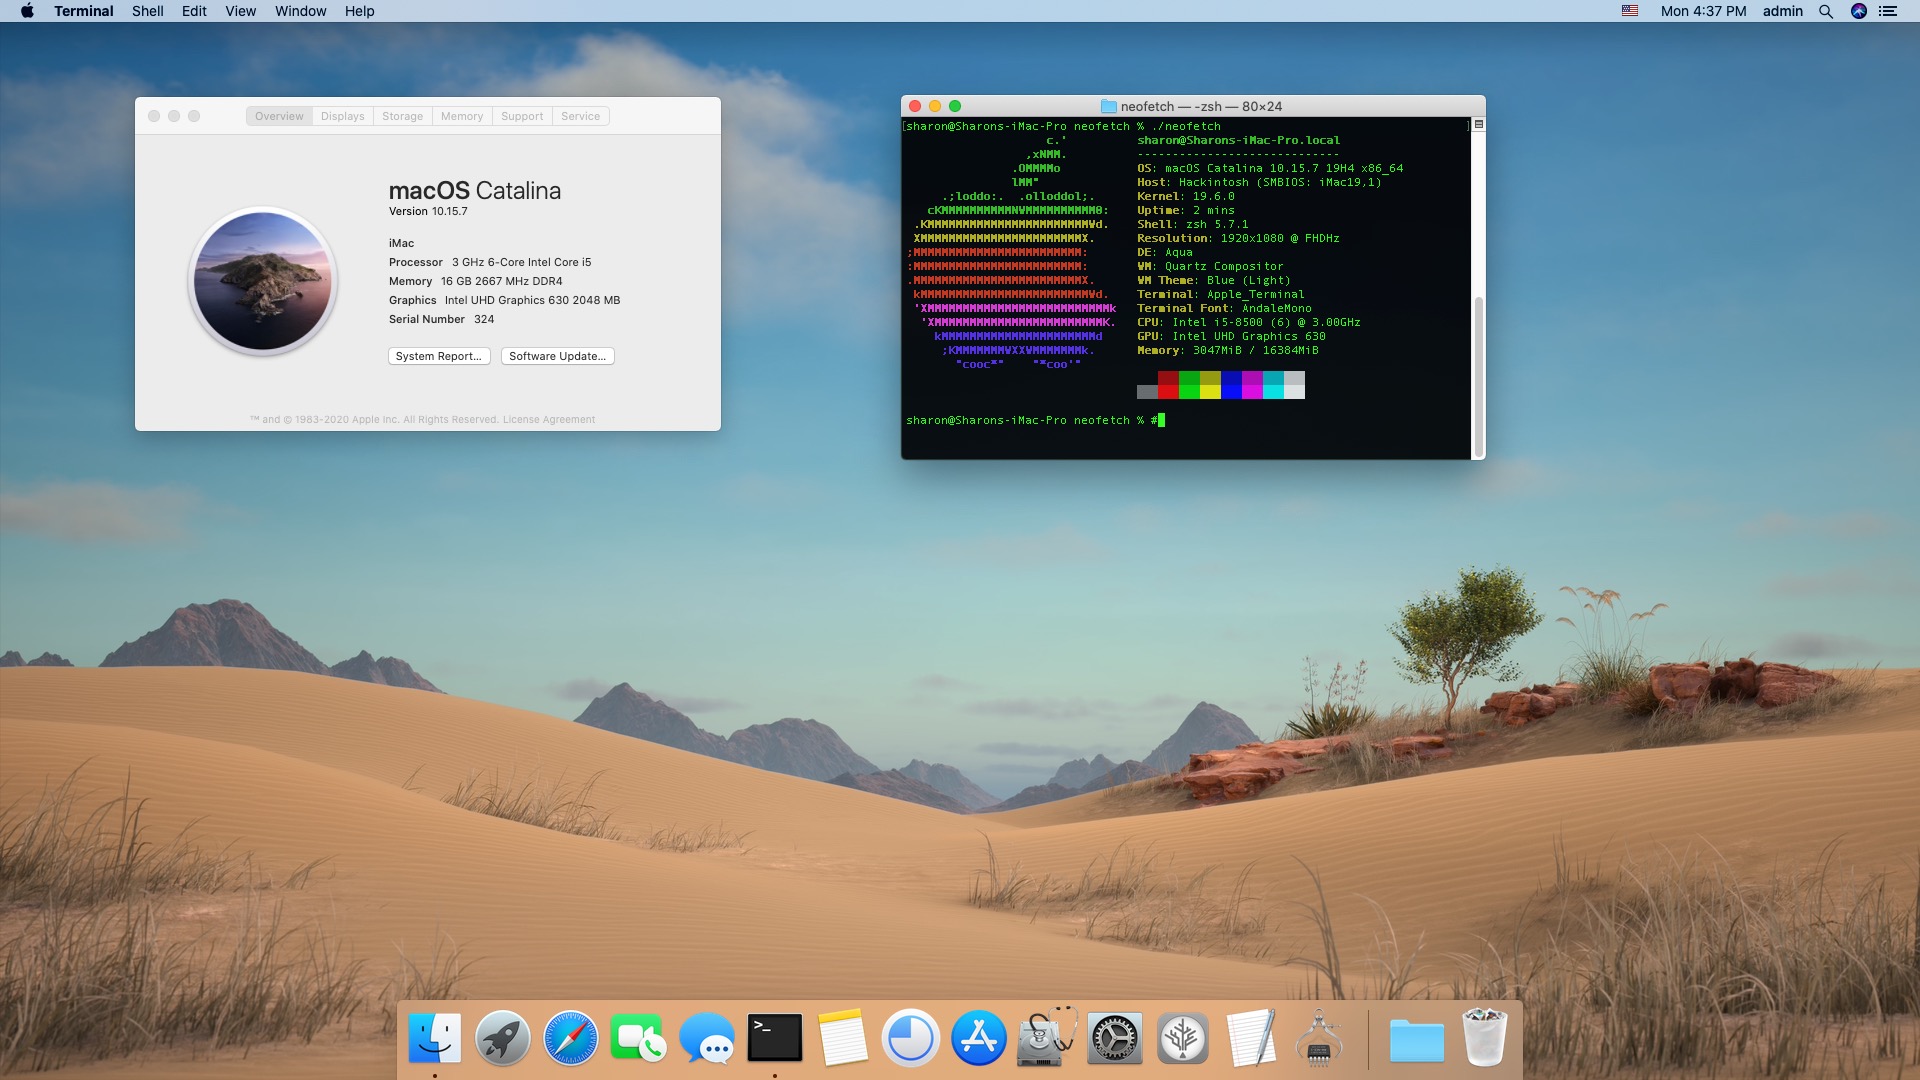 Terminal Shell Edit View Window Help
Mon 4:37 PM admin
Overview Displays Storage Memory Support Service
macOS Catalina
Version 10.15.7
iMac
Processor 3 GHz 6-Core Intel Core i5
Memory 16 GB 2667 MHz DDR4
Graphics Intel UHD Graphics 630 2048 MB
Serial Number 324
System Report... Software Update...
™ and © 1983-2020 Apple Inc. All Rights Reserved. License Agreement
neofetch — -zsh — 80×24
[sharon@Sharons-iMac-Pro neofetch % ./neofetch ]
c.' sharon@Sharons-iMac-Pro.local
,xNMM. -----------------------------
.OMMMMo OS: macOS Catalina 10.15.7 19H4 x86_64
lMM" Host: Hackintosh (SMBIOS: iMac19,1)
.;loddo:. .olloddol;. Kernel: 19.6.0
cKMMMMMMMMMMNWMMMMMMMMMM0: Uptime: 2 mins
.KMMMMMMMMMMMMMMMMMMMMMMMWd. Shell: zsh 5.7.1
XMMMMMMMMMMMMMMMMMMMMMMMX. Resolution: 1920x1080 @ FHDHz
;MMMMMMMMMMMMMMMMMMMMMMMM: DE: Aqua
:MMMMMMMMMMMMMMMMMMMMMMMM: WM: Quartz Compositor
.MMMMMMMMMMMMMMMMMMMMMMMMX. WM Theme: Blue (Light)
kMMMMMMMMMMMMMMMMMMMMMMMMWd. Terminal: Apple_Terminal
'XMMMMMMMMMMMMMMMMMMMMMMMMMMk Terminal Font: AndaleMono
'XMMMMMMMMMMMMMMMMMMMMMMMMK. CPU: Intel i5-8500 (6) @ 3.00GHz
kMMMMMMMMMMMMMMMMMMMMMMd GPU: Intel UHD Graphics 630
;KMMMMMMMWXXWMMMMMMMk. Memory: 3047MiB / 16384MiB
"cooc*" "*coo'"
sharon@Sharons-iMac-Pro neofetch % #
>_